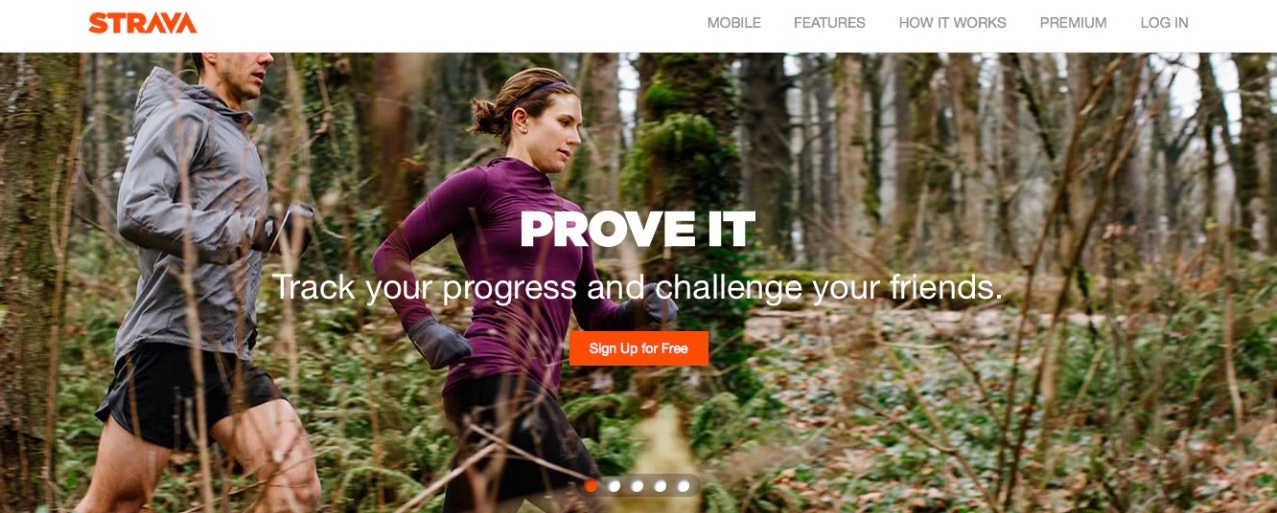 STRAVA
MOBILE FEATURES HOW IT WORKS PREMIUM LOG IN
PROVE IT
Track your progress and challenge your friends.
Sign Up for Free